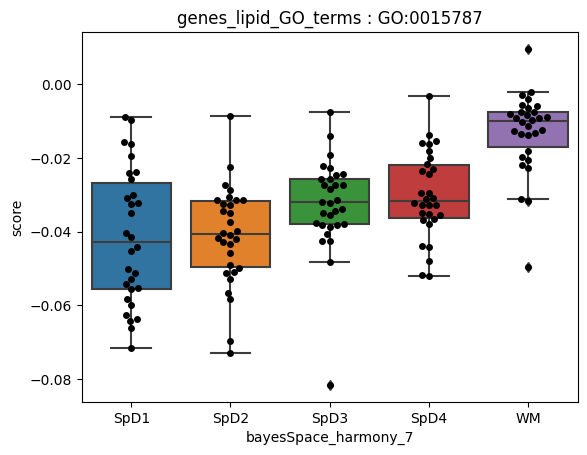 genes_lipid_GO_terms : GO:0015787
0.00
−0.02
−0.04
−0.06
−0.08
score
SpD1 SpD2 SpD3 SpD4 WM
bayesSpace_harmony_7